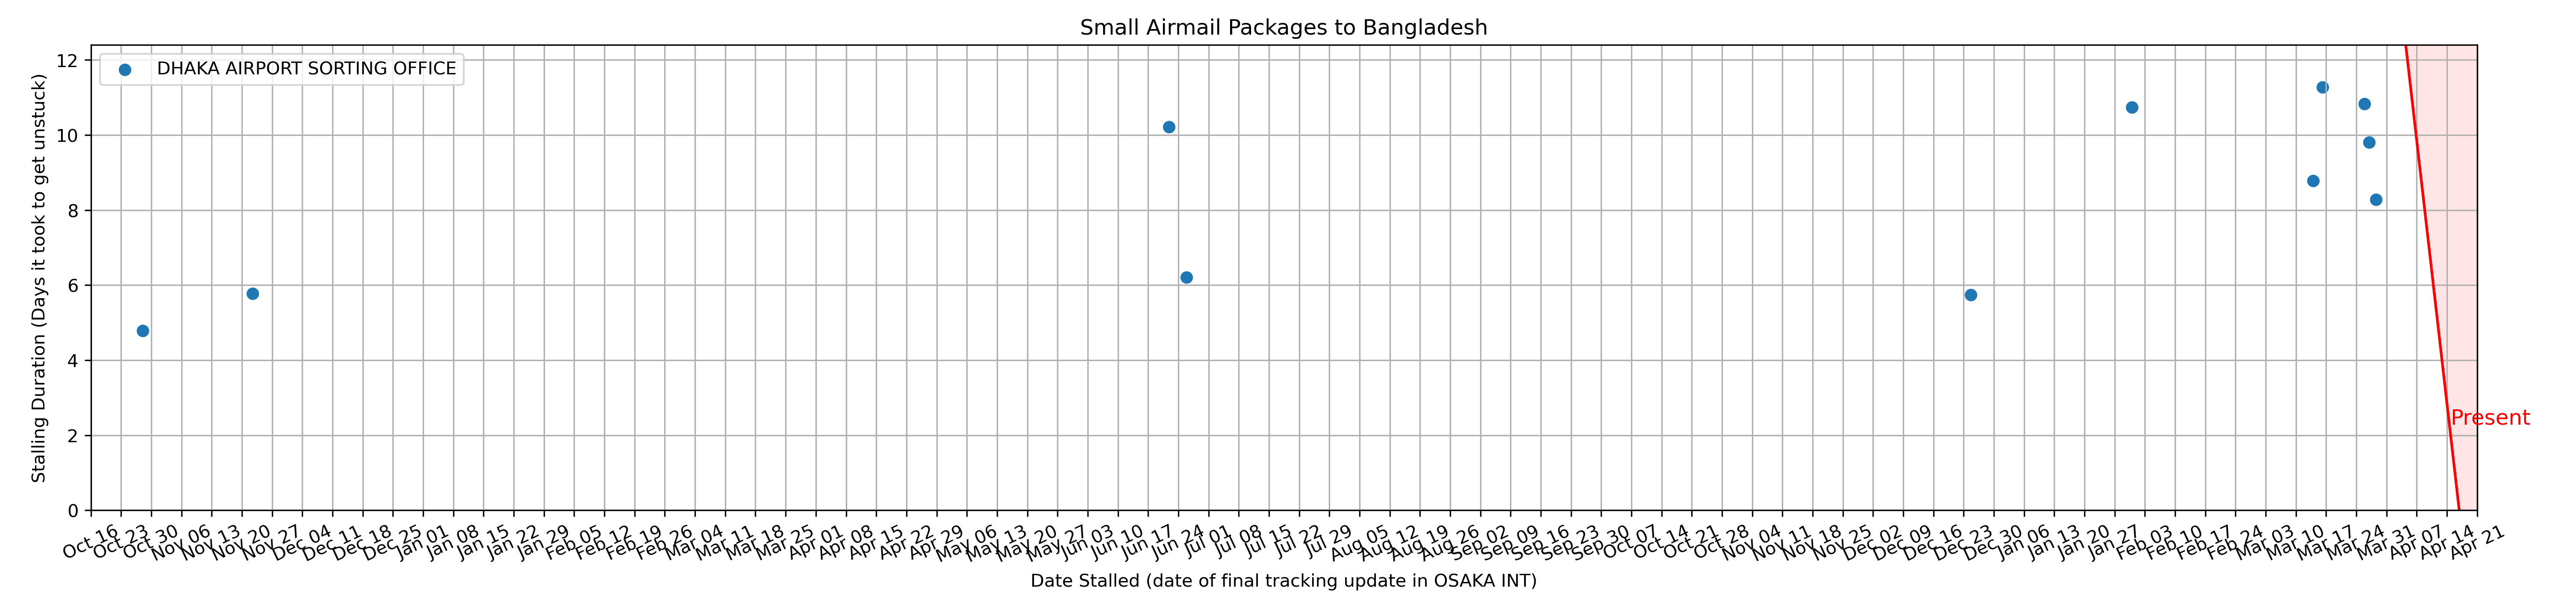 Small Airmail Packages to Bangladesh
DHAKA AIRPORT SORTING OFFICE
Stalling Duration (Days it took to get unstuck)
12
10
8
6
4
2
0
Present
Oct 16
Oct 23
Oct 30
Nov 06
Nov 13
Nov 20
Nov 27
Dec 04
Dec 11
Dec 18
Dec 25
Jan 01
Jan 08
Jan 15
Jan 22
Jan 29
Feb 05
Feb 12
Feb 19
Feb 26
Mar 04
Mar 11
Mar 18
Mar 25
Apr 01
Apr 08
Apr 15
Apr 22
Apr 29
May 06
May 13
May 20
May 27
Jun 03
Jun 10
Jun 17
Jun 24
Jul 01
Jul 08
Jul 15
Jul 22
Jul 29
Aug 05
Aug 12
Aug 19
Aug 26
Sep 02
Sep 09
Sep 16
Sep 23
Sep 30
Oct 07
Oct 14
Oct 21
Oct 28
Nov 04
Nov 11
Nov 18
Nov 25
Dec 02
Dec 09
Dec 16
Dec 23
Dec 30
Jan 06
Jan 13
Jan 20
Jan 27
Feb 03
Feb 10
Feb 17
Feb 24
Mar 03
Mar 10
Mar 17
Mar 24
Mar 31
Apr 07
Apr 14
Apr 21
Date Stalled (date of final tracking update in OSAKA INT)